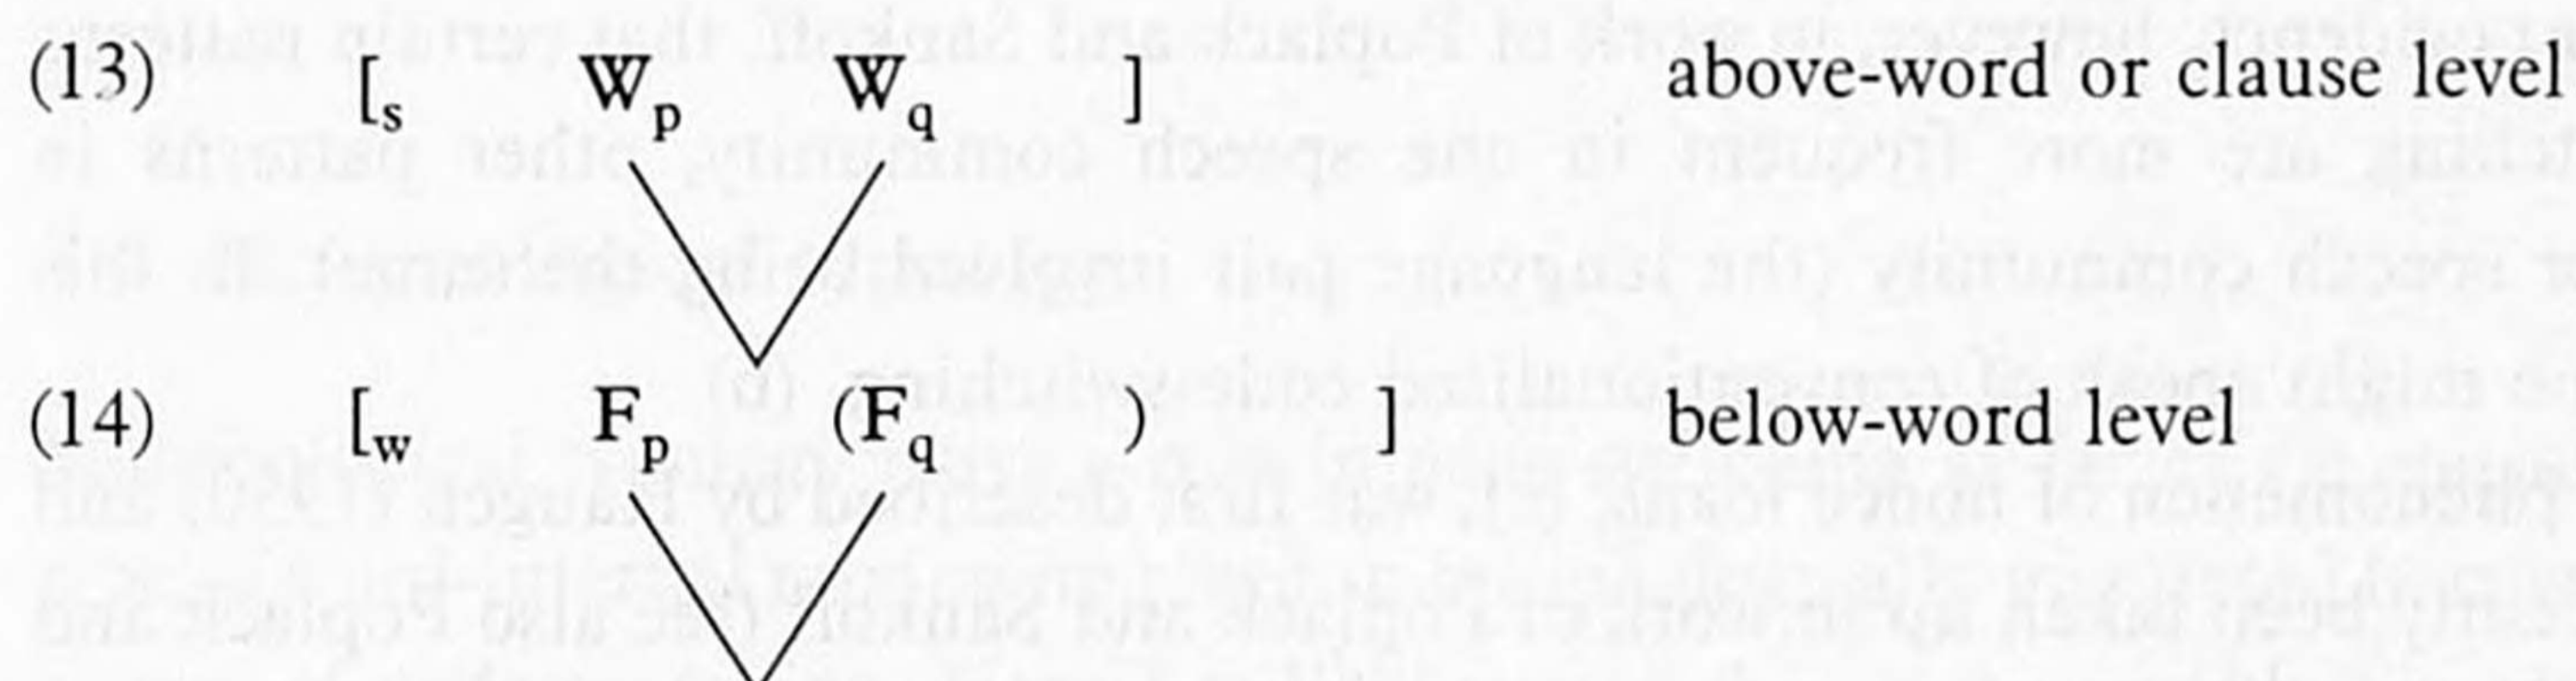 (13) [s Wp Wq ] above-word or clause level
(14) [w Fp (Fq ) ] below-word level